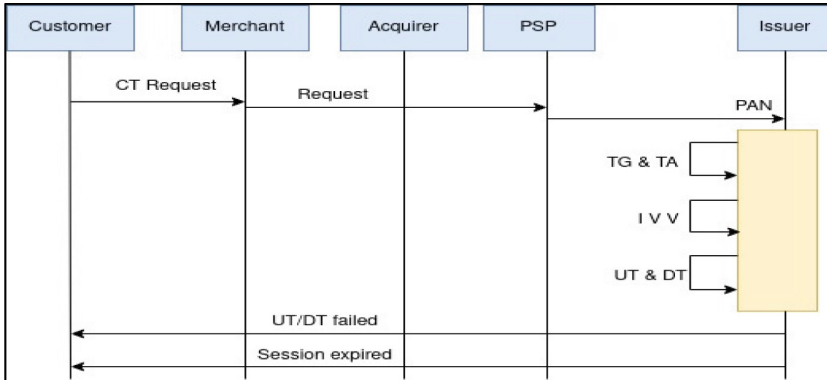 Customer
Merchant
Acquirer
PSP
Issuer
CT Request
Request
PAN
TG & TA
I V V
UT & DT
UT/DT failed
Session expired